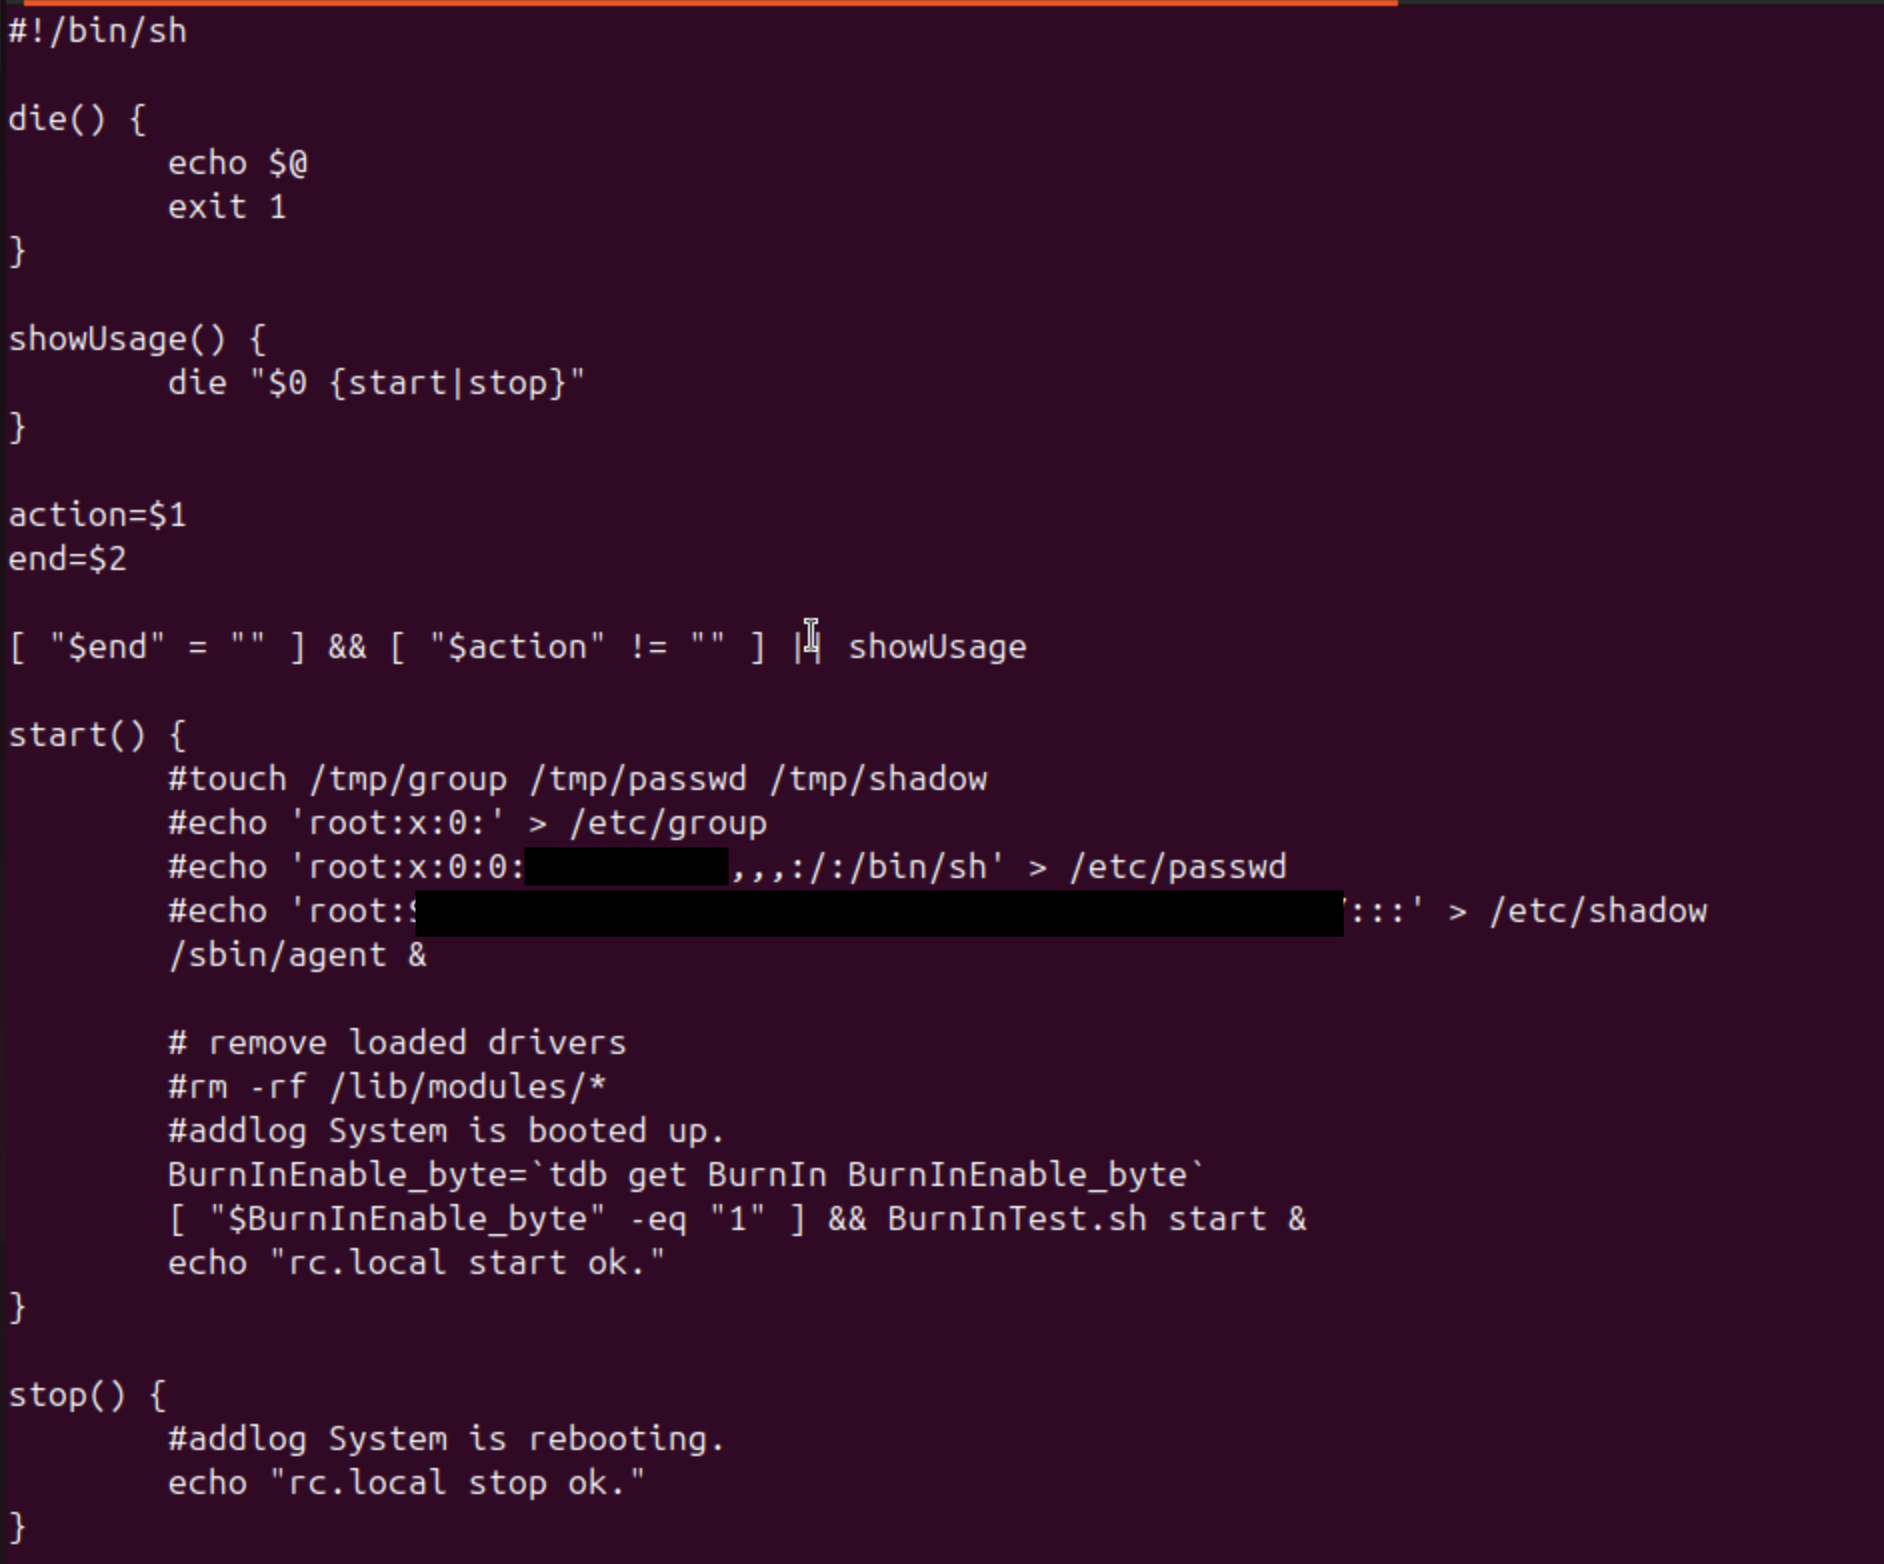 #!/bin/sh
die() {
echo $@
exit 1
}
showUsage() {
die "$0 {start|stop}"
}
action=$1
end=$2
[ "$end" = "" ] && [ "$action" != "" ] || showUsage
start() {
#touch /tmp/group /tmp/passwd /tmp/shadow
#echo 'root:x:0:' > /etc/group
#echo 'root:x:0:0: ,,,:/:/bin/sh' > /etc/passwd
#echo 'root:$ :::' > /etc/shadow
/sbin/agent &
# remove loaded drivers
#rm -rf /lib/modules/*
#addlog System is booted up.
BurnInEnable_byte=`tdb get BurnIn BurnInEnable_byte`
[ "$BurnInEnable_byte" -eq "1" ] && BurnInTest.sh start &
echo "rc.local start ok."
}
stop() {
#addlog System is rebooting.
echo "rc.local stop ok."
}